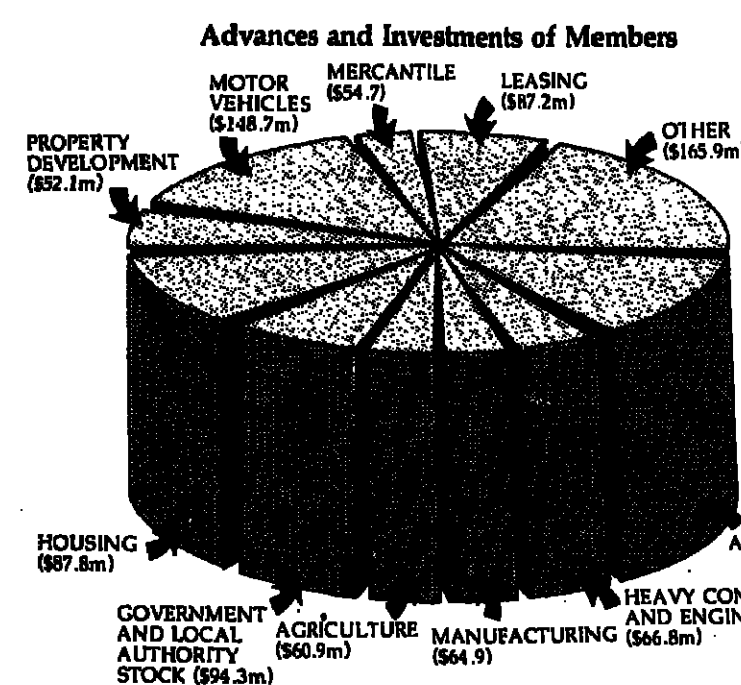 Advances and Investments of Members
MOTOR
VEHICLES
($148.7m)
MERCANTILE
($54.7)
LEASING
($87.2m)
OTHER
($165.9m
PROPERTY
DEVELOPMENT
($52.1m)
HOUSING
($87.8m)
GOVERNMENT
AND LOCAL
AUTHORITY
STOCK ($94.3m)
AGRICULTURE
($60.9m)
MANUFACTURING
($64.9)
HEAVY CON
AND ENGIN
($66.8m)
A